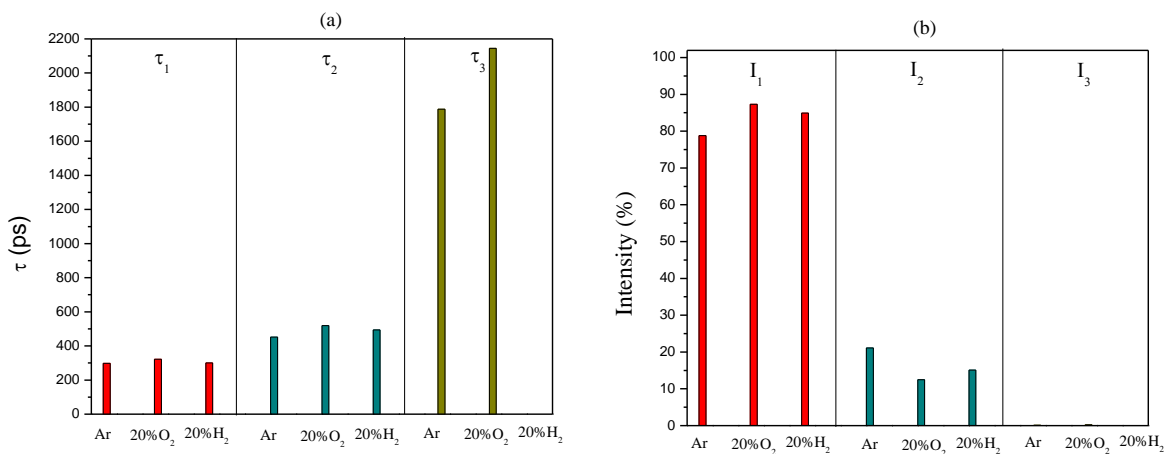 (a)
τ (ps)
2200
2000
1800
1600
1400
1200
1000
800
600
400
200
0
τ₁ τ₂ τ₃
Ar 20%O₂ 20%H₂ Ar 20%O₂ 20%H₂ Ar 20%O₂ 20%H₂
(b)
Intensity (%)
100
90
80
70
60
50
40
30
20
10
0
I₁ I₂ I₃
Ar 20%O₂ 20%H₂ Ar 20%O₂ 20%H₂ Ar 20%O₂ 20%H₂